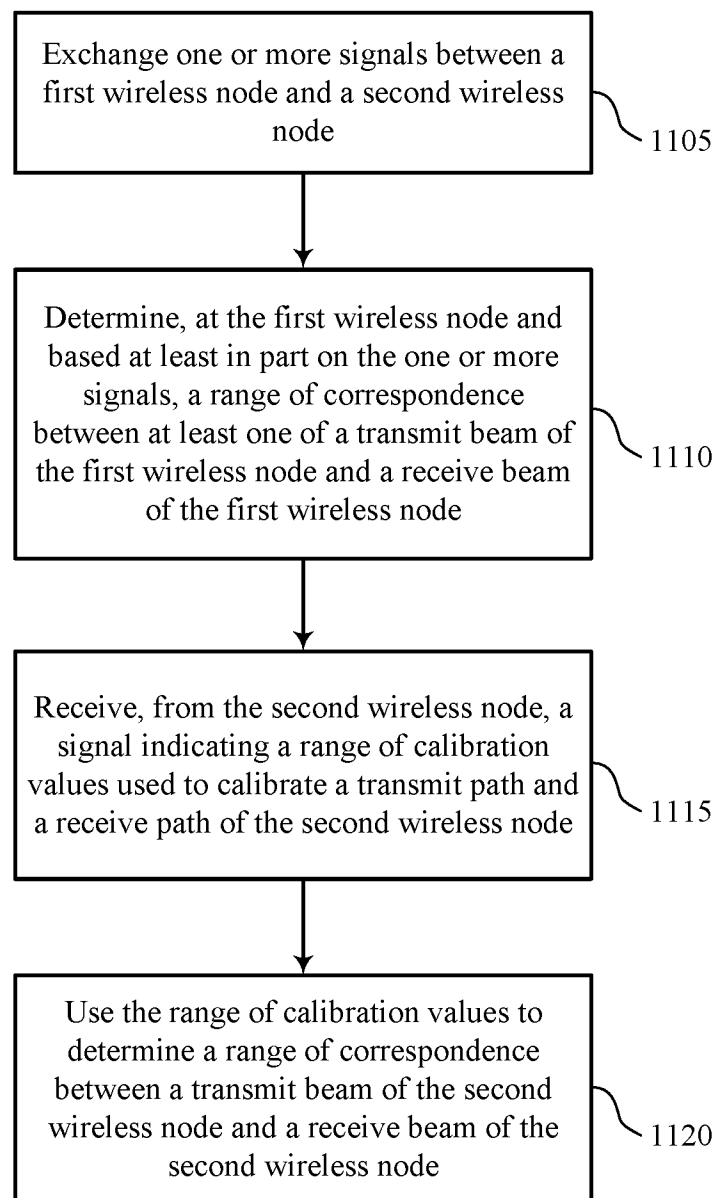 Exchange one or more signals between a
first wireless node and a second wireless
node
1105
Determine, at the first wireless node and
based at least in part on the one or more
signals, a range of correspondence
between at least one of a transmit beam of
the first wireless node and a receive beam
of the first wireless node
1110
Receive, from the second wireless node, a
signal indicating a range of calibration
values used to calibrate a transmit path and
a receive path of the second wireless node
1115
Use the range of calibration values to
determine a range of correspondence
between a transmit beam of the second
wireless node and a receive beam of the
second wireless node
1120